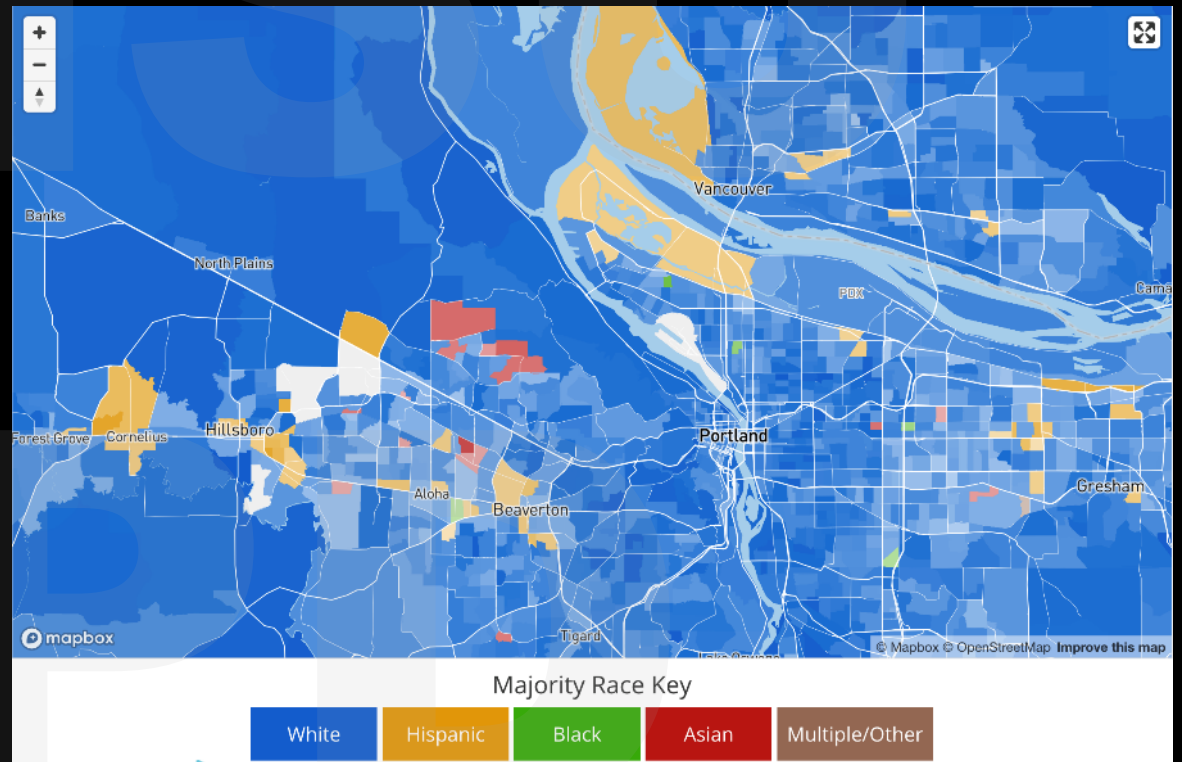 +
−
Vancouver
Banks
North Plains
PDX
Hillsboro
Forest Grove
Cornelius
Portland
Aloha
Beaverton
Gresham
Tigard
mapbox
© Mapbox © OpenStreetMap Improve this map
Majority Race Key
White
Hispanic
Black
Asian
Multiple/Other